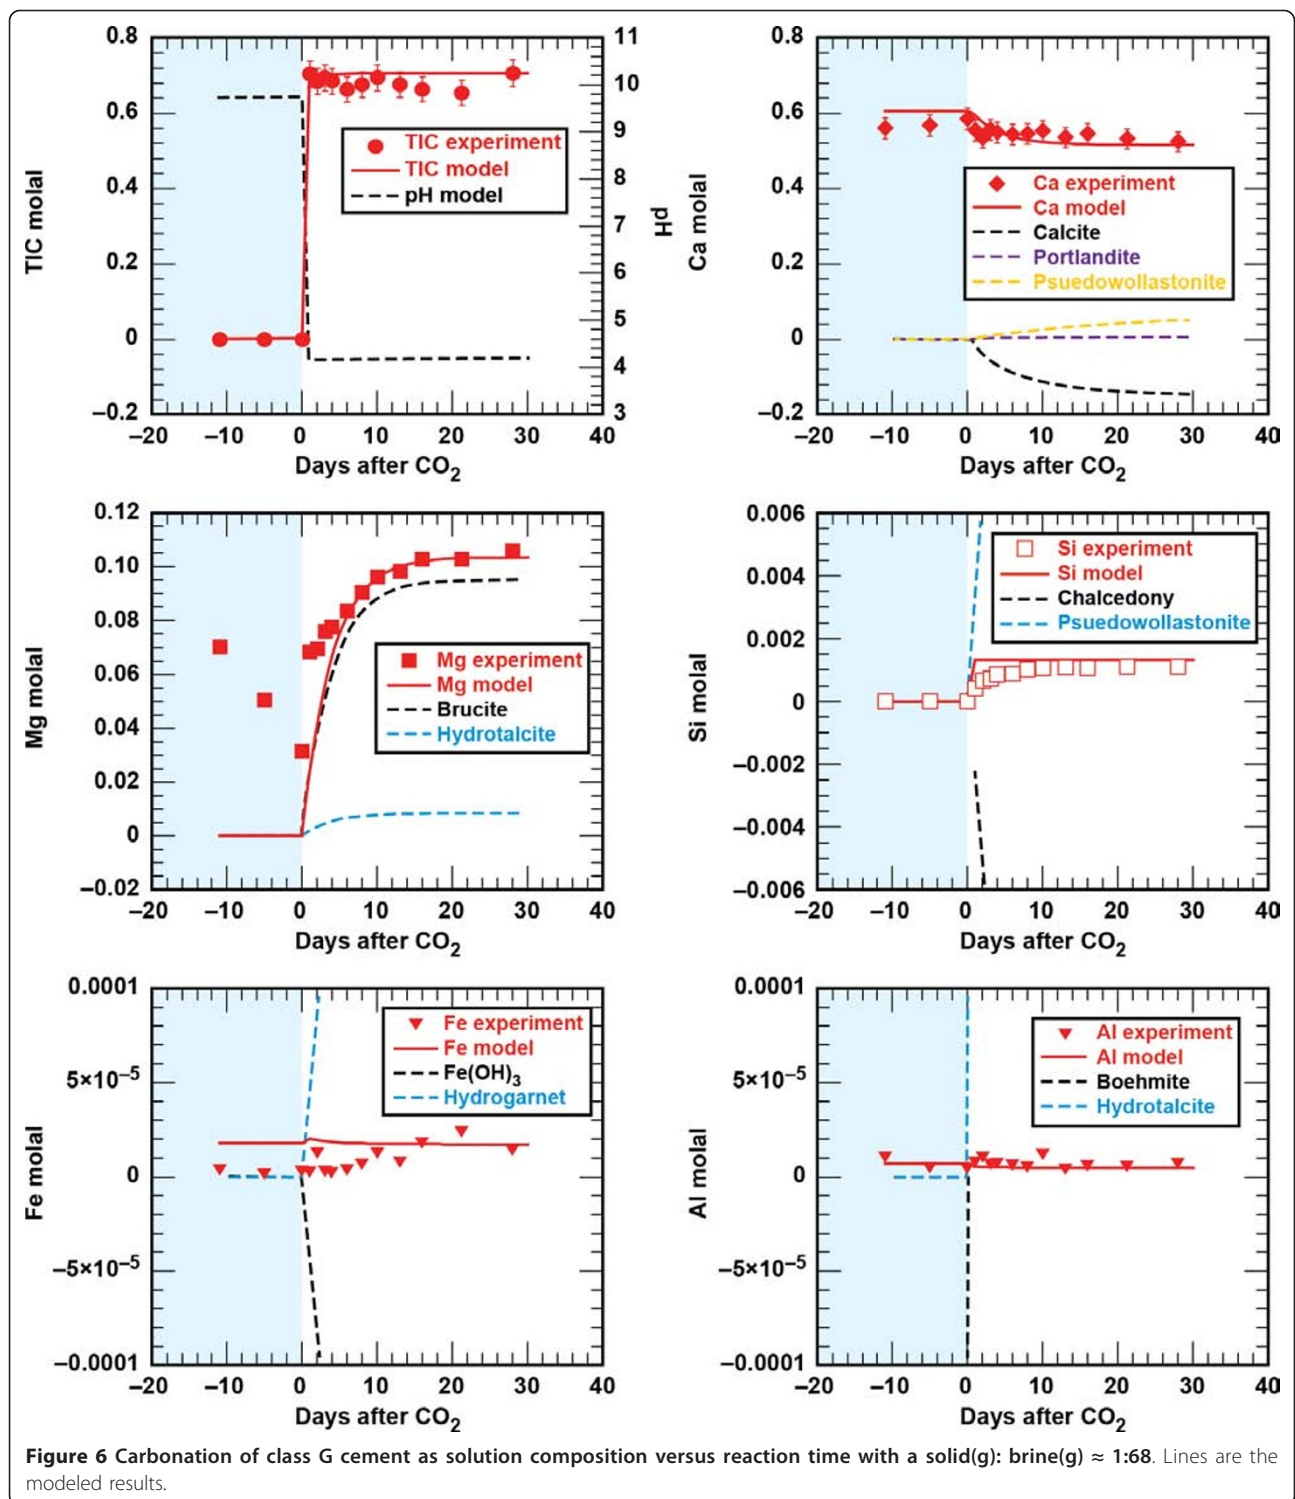 0.8
0.6
0.4
0.2
0
–0.2
TIC molal
11
10
9
8
7
6
5
4
3
pH
TIC experiment
TIC model
pH model
–20 –10 0 10 20 30 40
Days after CO2
0.8
0.6
0.4
0.2
0
–0.2
Ca molal
Ca experiment
Ca model
Calcite
Portlandite
Psuedowollastonite
–20 –10 0 10 20 30 40
Days after CO2
0.12
0.10
0.08
0.06
0.04
0.02
0
–0.02
Mg molal
Mg experiment
Mg model
Brucite
Hydrotalcite
–20 –10 0 10 20 30 40
Days after CO2
0.006
0.004
0.002
0
–0.002
–0.004
–0.006
Si molal
Si experiment
Si model
Chalcedony
Psuedowollastonite
–20 –10 0 10 20 30 40
Days after CO2
0.0001
5×10–5
0
–5×10–5
–0.0001
Fe molal
Fe experiment
Fe model
Fe(OH)3
Hydrogarnet
–20 –10 0 10 20 30 40
Days after CO2
0.0001
5×10–5
0
–5×10–5
–0.0001
Al molal
Al experiment
Al model
Boehmite
Hydrotalcite
–20 –10 0 10 20 30 40
Days after CO2
Figure 6 Carbonation of class G cement as solution composition versus reaction time with a solid(g): brine(g) ≈ 1:68. Lines are the
modeled results.